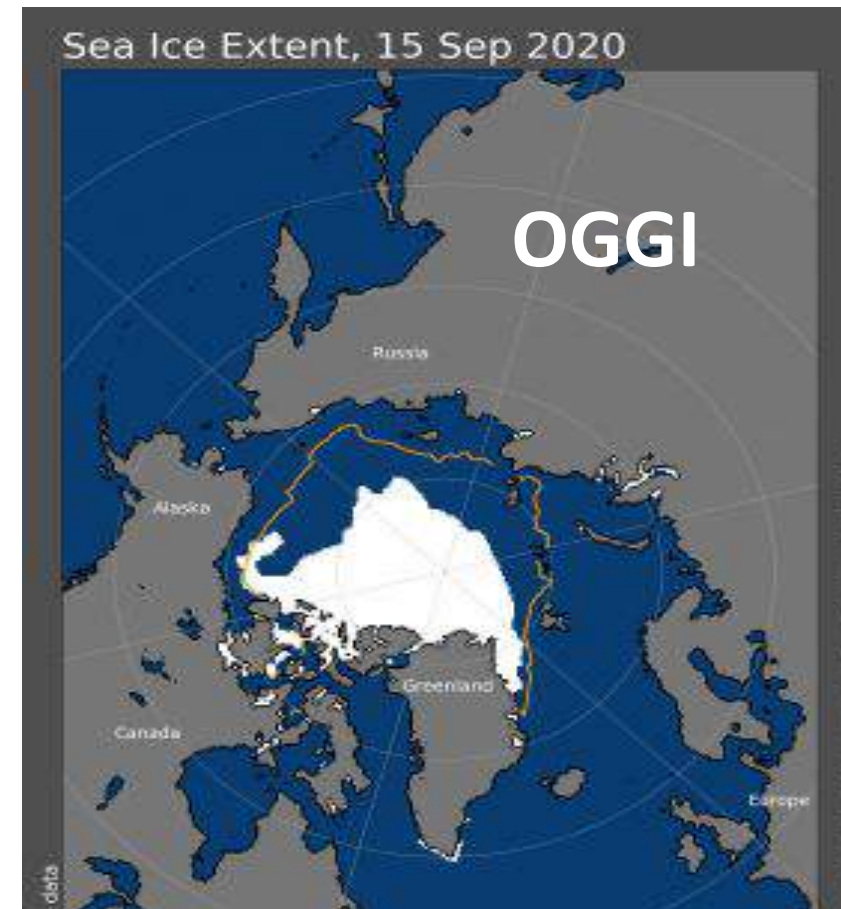 Sea Ice Extent, 15 Sep 2020
OGGI
Russia
Alaska
Greenland
Canada
Europe
data